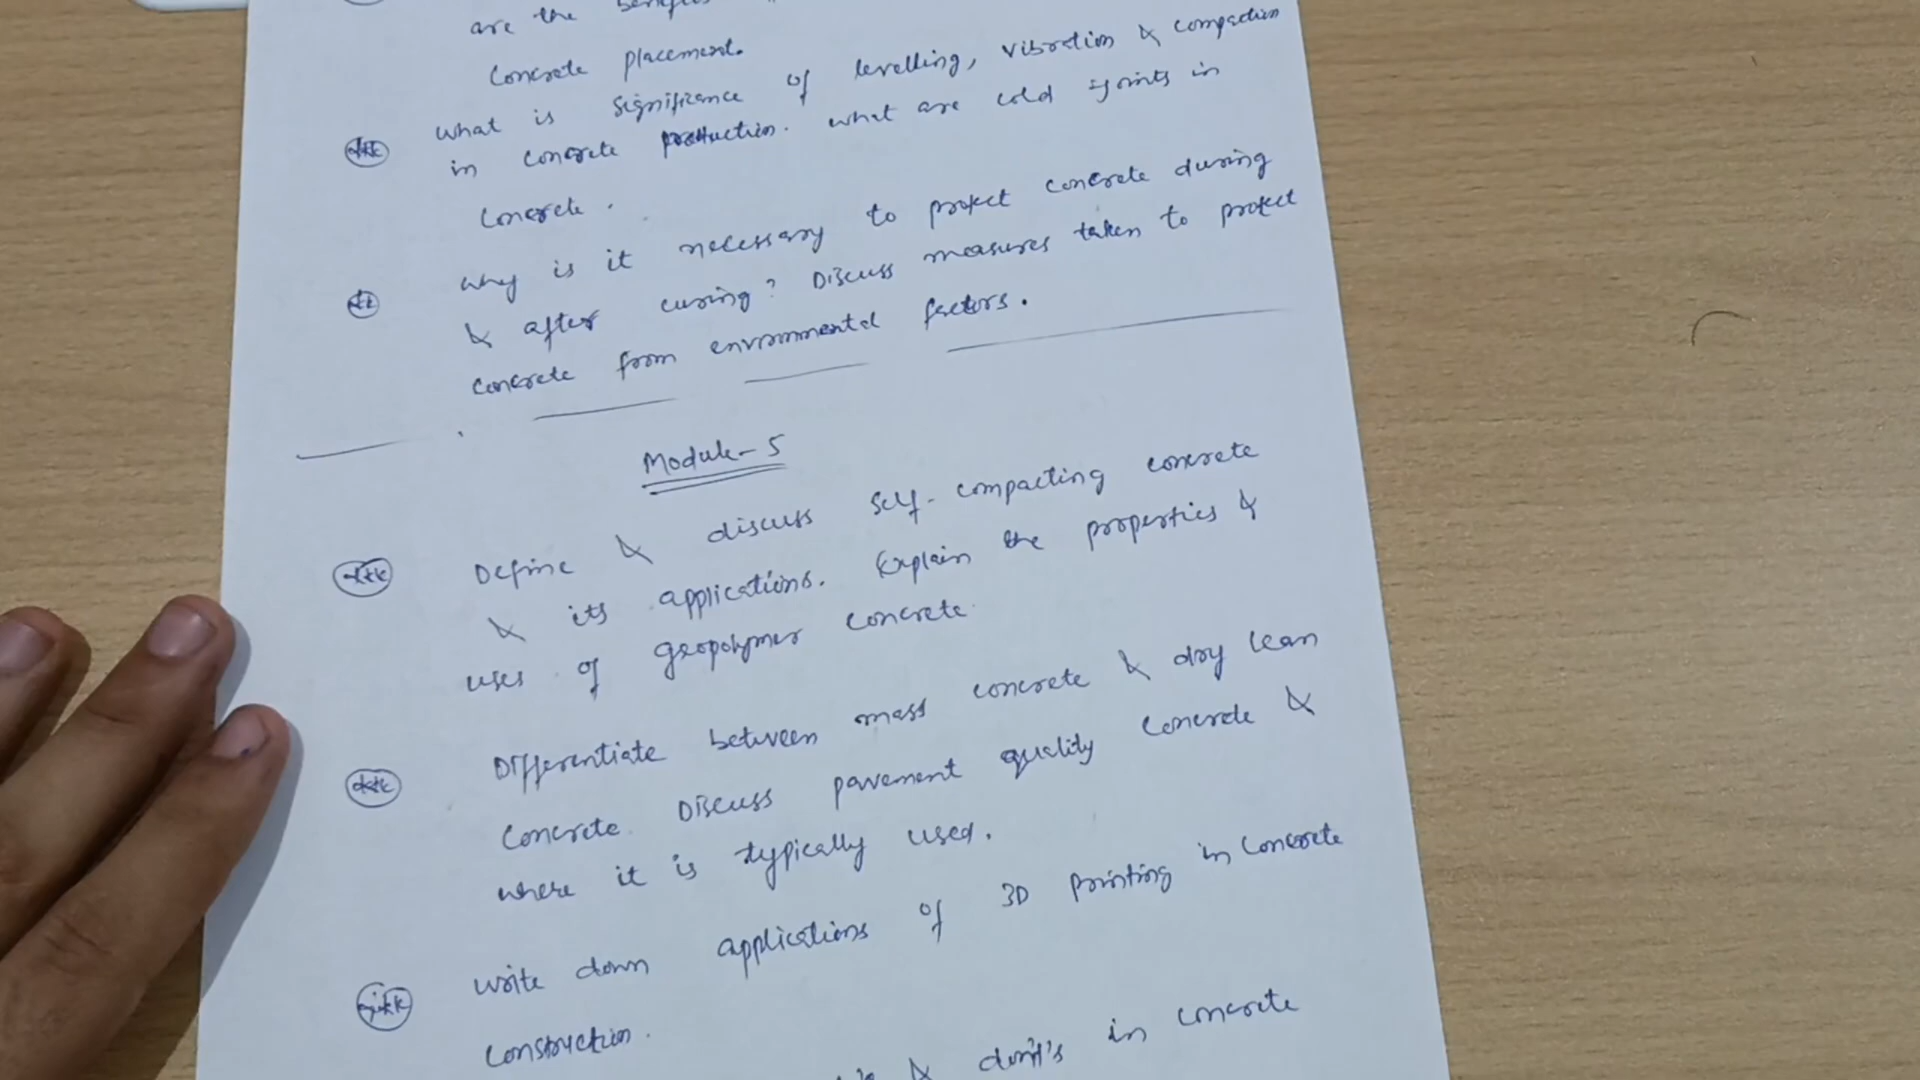 are the benefits
concrete placement.
*** what is significance of levelling, vibration & compaction
in concrete production. what are cold joints in
concrete.
** why is it necessary to protect concrete during
& after curing? Discuss measures taken to protect
concrete from environmental factors.
Module-5
*** Define & discuss self-compacting concrete
& its applications. Explain the properties &
uses of geopolymer concrete.
*** Differentiate between mass concrete & dry lean
concrete. Discuss pavement quality concrete &
where it is typically used.
write down applications of 3D printing in concrete
construction.
& dont's in concrete